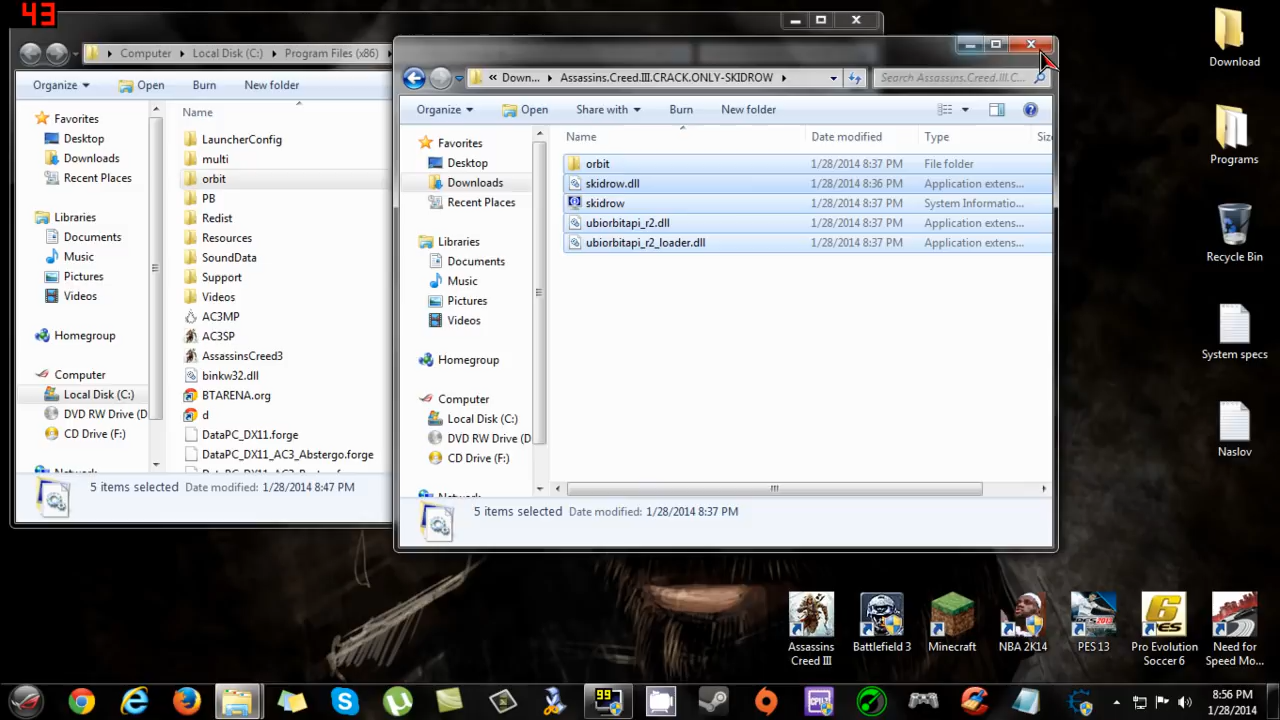 43
Download
Programs
Recycle Bin
System specs
Naslov
Computer
Local Disk (C:)
Program Files (x86)
Organize
Open
Burn
New folder
Favorites
Desktop
Downloads
Recent Places
Libraries
Documents
Music
Pictures
Videos
Homegroup
Computer
Local Disk (C:)
DVD RW Drive (D
CD Drive (F:)
Name
LauncherConfig
multi
orbit
PB
Redist
Resources
SoundData
Support
Videos
AC3MP
AC3SP
AssassinsCreed3
binkw32.dll
BTARENA.org
d
DataPC_DX11.forge
DataPC_DX11_AC3_Abstergo.forge
5 items selected Date modified: 1/28/2014 8:47 PM
« Down... Assassins.Creed.III.CRACK.ONLY-SKIDROW
Search Assassins.Creed.III.C...
Organize
Open
Share with
Burn
New folder
Favorites
Desktop
Downloads
Recent Places
Libraries
Documents
Music
Pictures
Videos
Homegroup
Computer
Local Disk (C:)
DVD RW Drive (D
CD Drive (F:)
Name Date modified Type Siz
orbit 1/28/2014 8:37 PM File folder
skidrow.dll 1/28/2014 8:36 PM Application extens...
skidrow 1/28/2014 8:37 PM System Informatio...
ubiorbitapi_r2.dll 1/28/2014 8:37 PM Application extens...
ubiorbitapi_r2_loader.dll 1/28/2014 8:37 PM Application extens...
5 items selected Date modified: 1/28/2014 8:37 PM
Assassins
Creed III
Battlefield 3
Minecraft
NBA 2K14
PES 13
Pro Evolution
Soccer 6
Need for
Speed Mo...
99
8:56 PM
1/28/2014